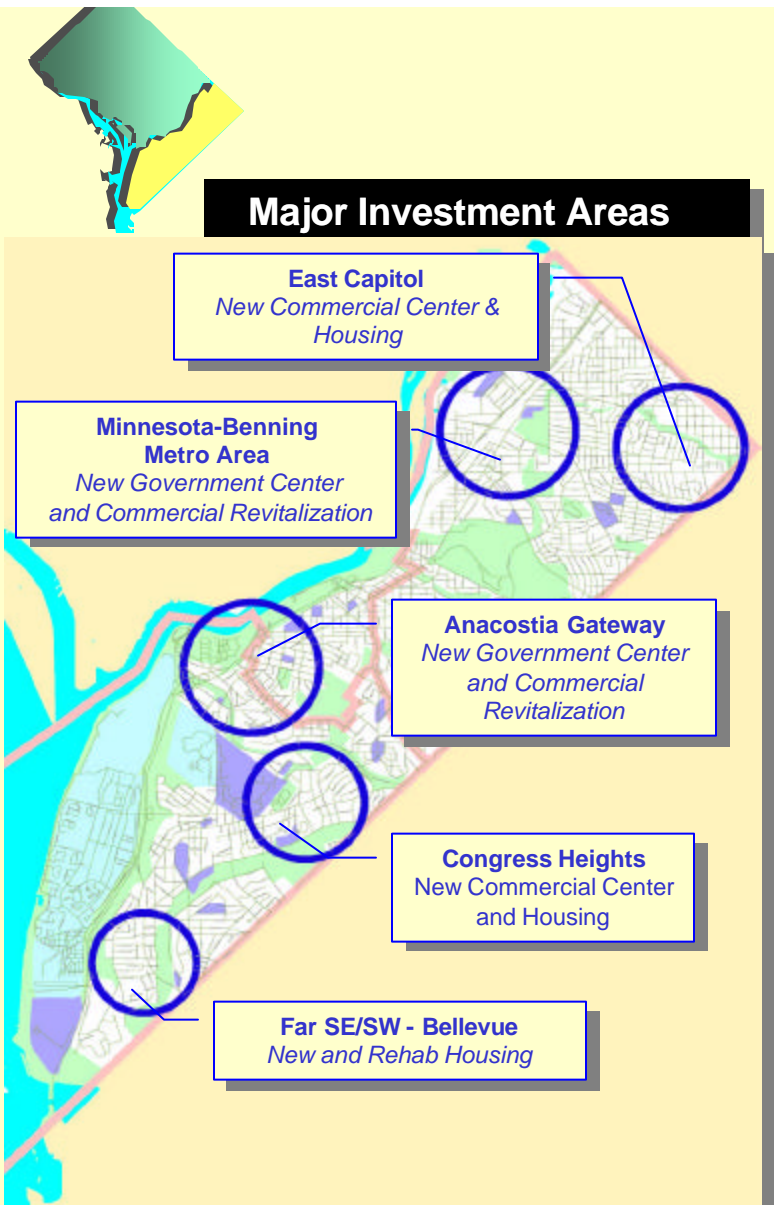 Major Investment Areas
East Capitol
New Commercial Center &
Housing
Minnesota-Benning
Metro Area
New Government Center
and Commercial Revitalization
Anacostia Gateway
New Government Center
and Commercial
Revitalization
Congress Heights
New Commercial Center
and Housing
Far SE/SW - Bellevue
New and Rehab Housing